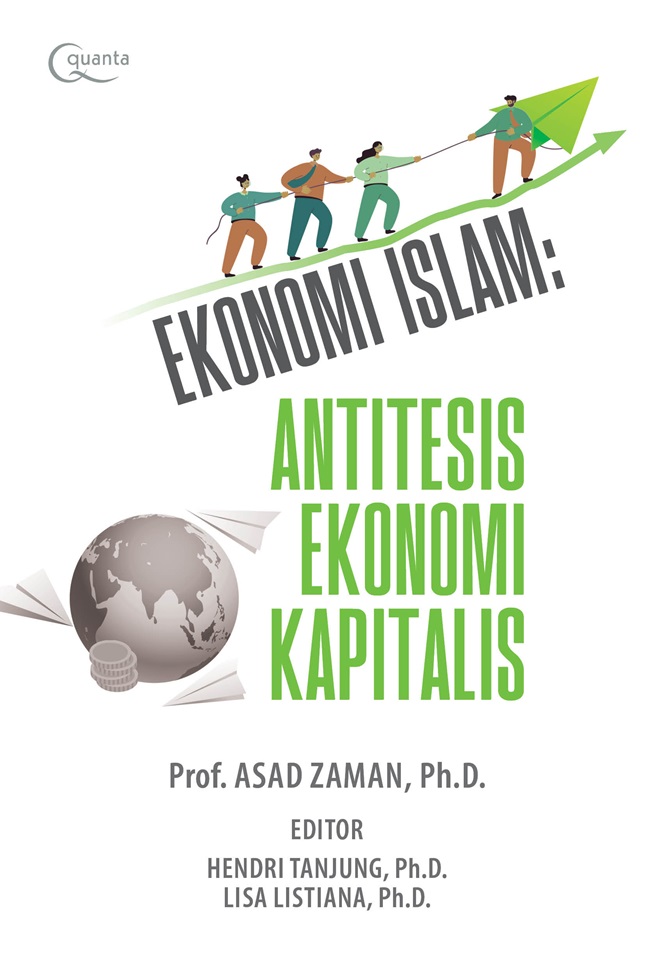 quanta
EKONOMI ISLAM:
ANTITESIS
EKONOMI
KAPITALIS
Prof. ASAD ZAMAN, Ph.D.
EDITOR
HENDRI TANJUNG, Ph.D.
LISA LISTIANA, Ph.D.